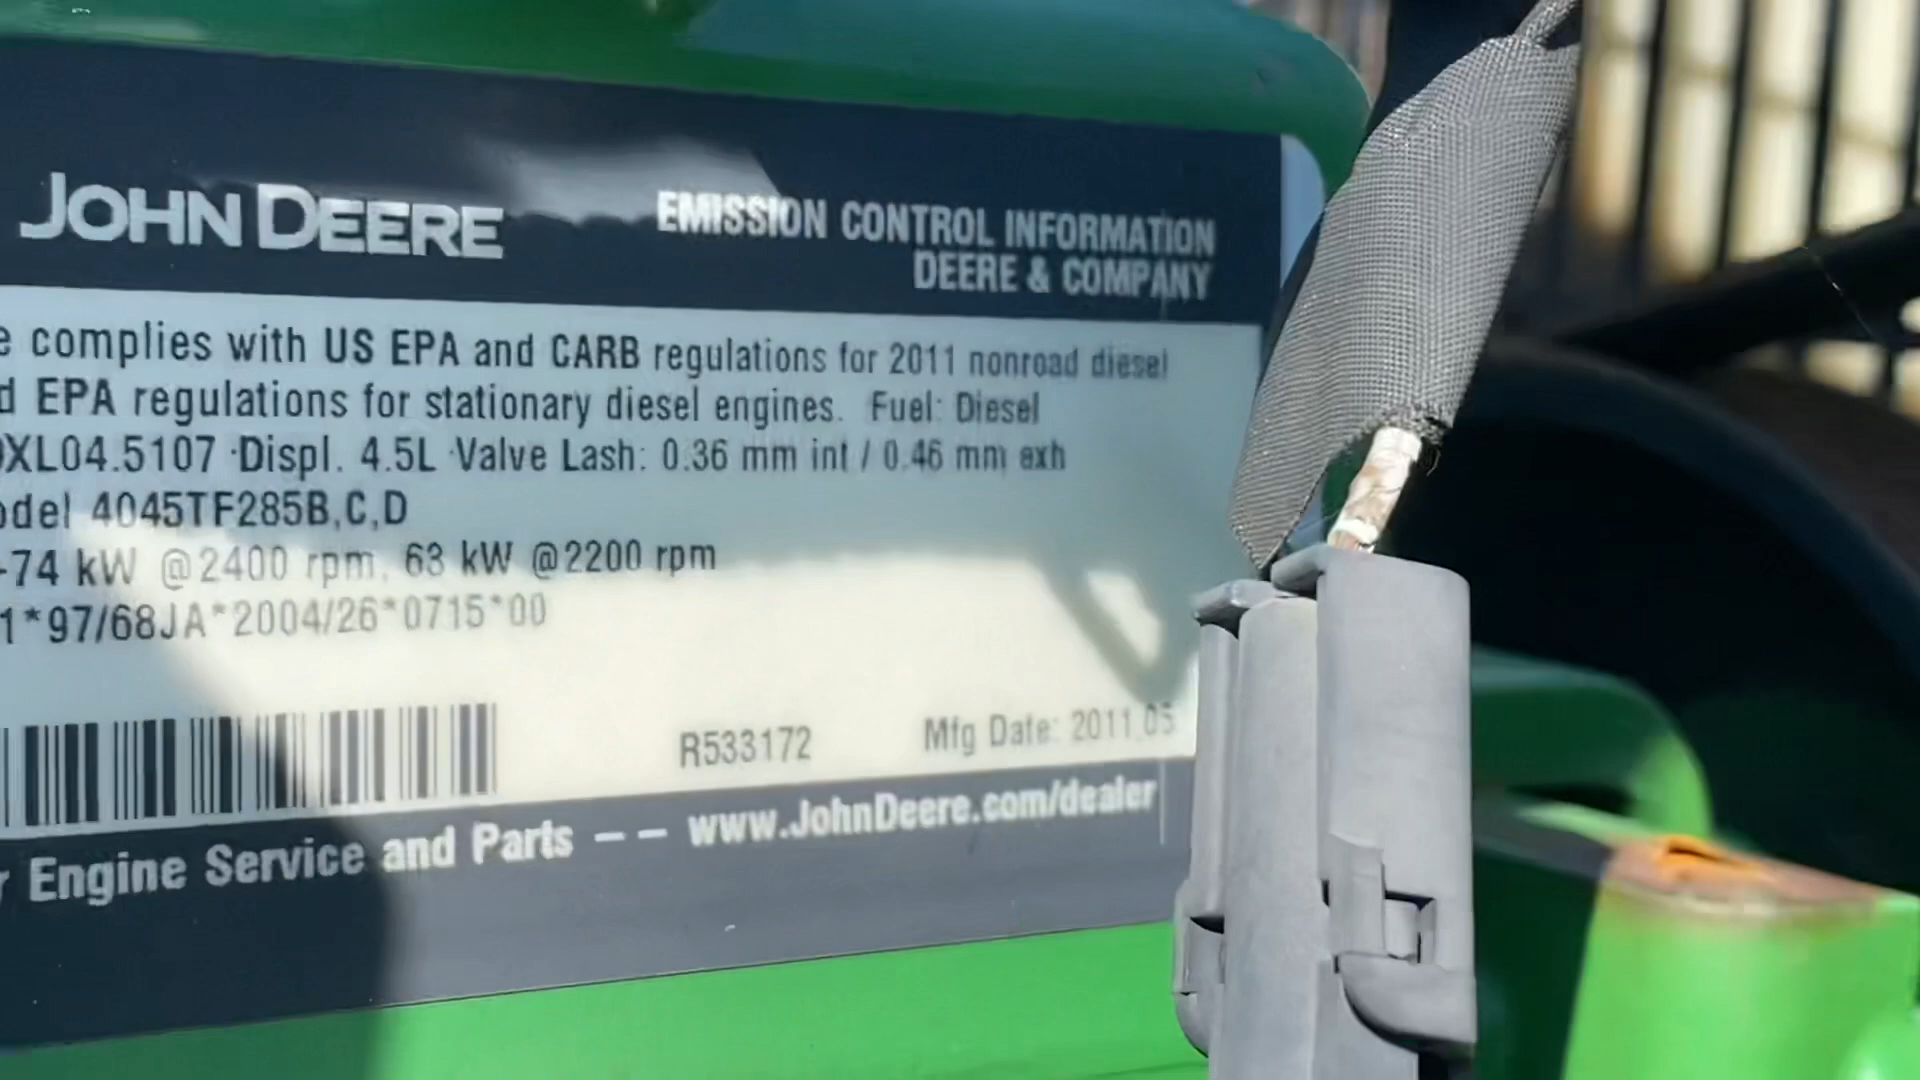 JOHN DEERE
EMISSION CONTROL INFORMATION
DEERE & COMPANY
complies with US EPA and CARB regulations for 2011 nonroad diesel
EPA regulations for stationary diesel engines. Fuel: Diesel
XL04.5107 Displ. 4.5L Valve Lash: 0.36 mm int / 0.46 mm exh
4045TF285B,C,D
-74 kW @2400 rpm, 63 kW @2200 rpm
1*97/68JA*2004/26*0715*00
R533172
Mfg Date: 2011 05
Engine Service and Parts -- www.JohnDeere.com/dealer